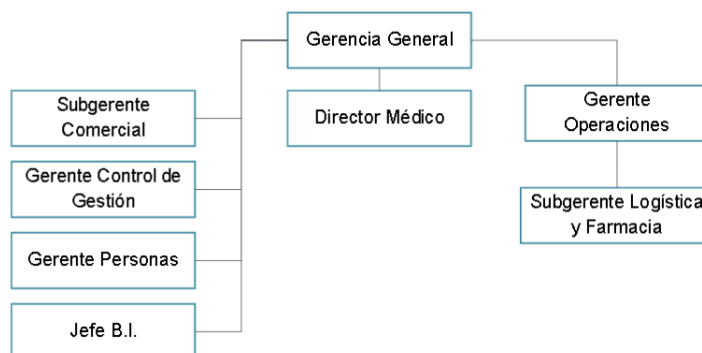 Gerencia General
Subgerente
Comercial
Director Médico
Gerente
Operaciones
Gerente Control de
Gestión
Subgerente Logística
y Farmacia
Gerente Personas
Jefe B.I.